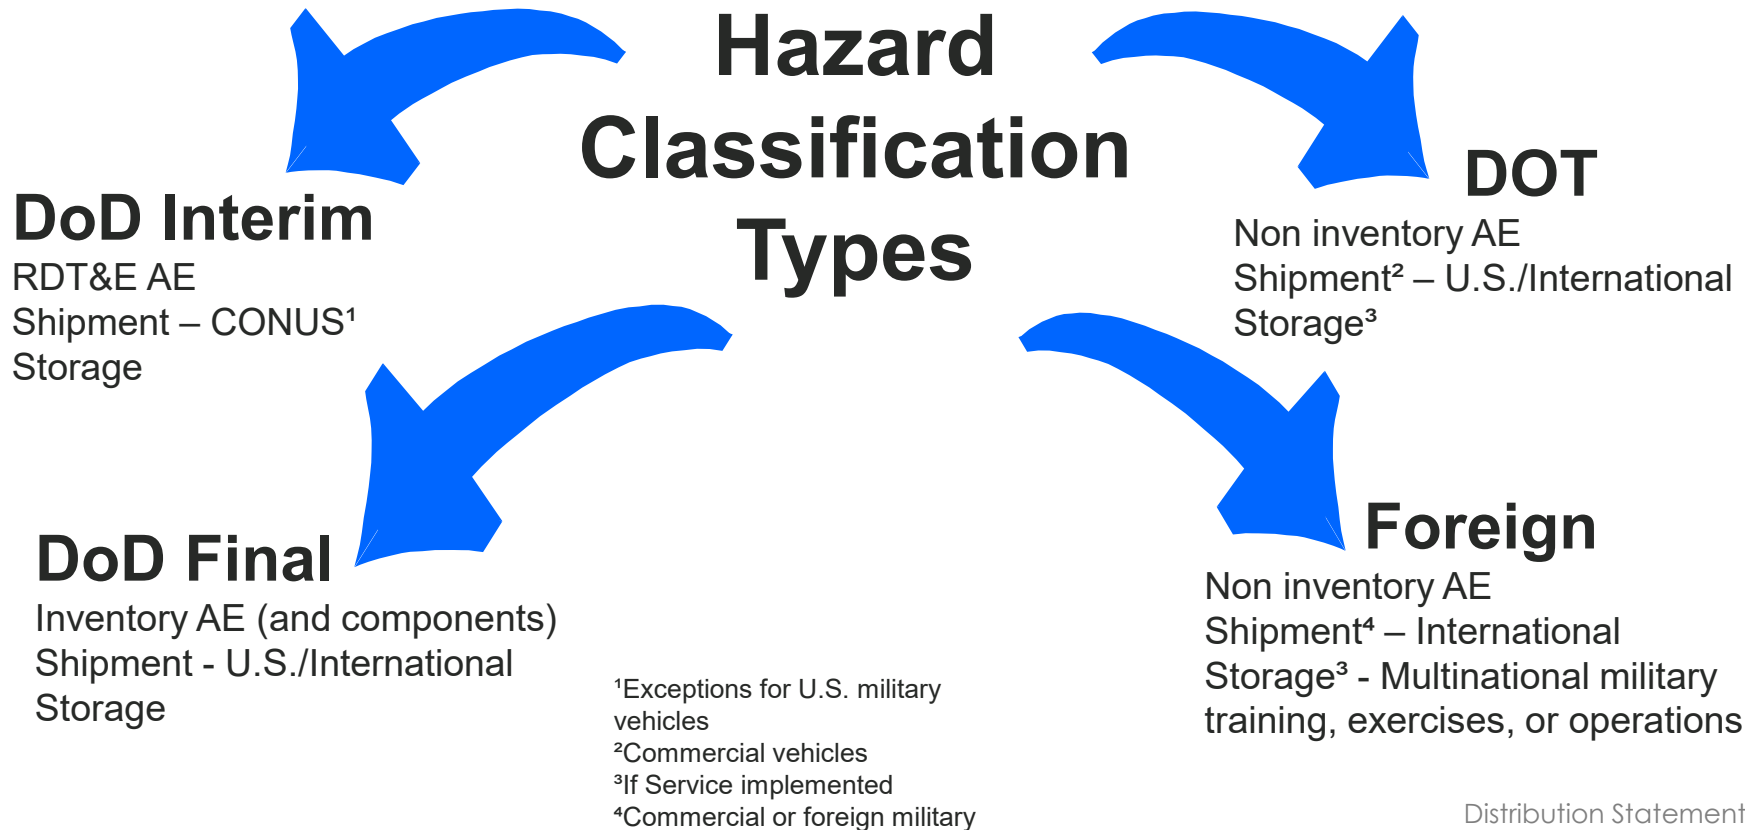 Hazard
Classification
Types
DoD Interim
RDT&E AE
Shipment – CONUS¹
Storage
DOT
Non inventory AE
Shipment² – U.S./International
Storage³
DoD Final
Inventory AE (and components)
Shipment - U.S./International
Storage
Foreign
Non inventory AE
Shipment⁴ – International
Storage³ - Multinational military
training, exercises, or operations
¹Exceptions for U.S. military
vehicles
²Commercial vehicles
³If Service implemented
⁴Commercial or foreign military
Distribution Statement